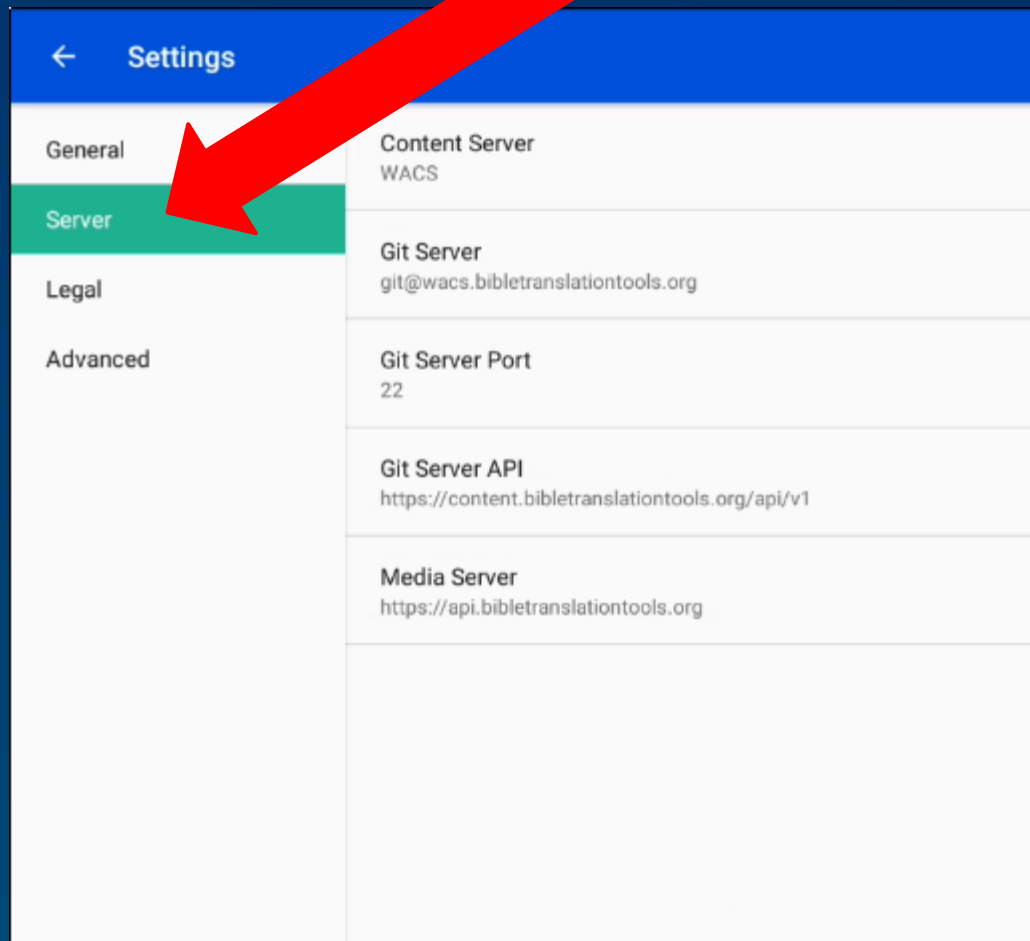 Settings
General
Server
Legal
Advanced
Content Server
WACS
Git Server
git@wacs.bibletranslationtools.org
Git Server Port
22
Git Server API
https://content.bibletranslationtools.org/api/v1
Media Server
https://api.bibletranslationtools.org